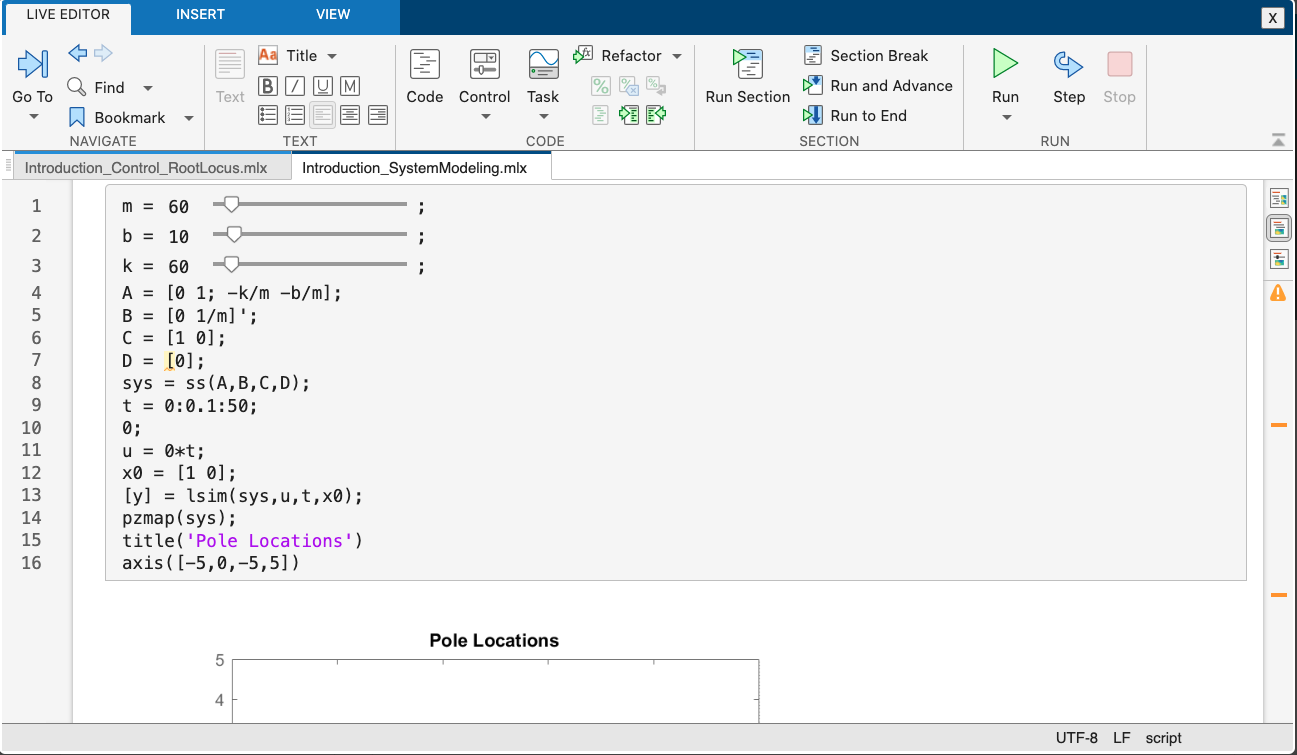 LIVE EDITOR INSERT VIEW X
Go To
Find
Bookmark
NAVIGATE
Text
Aa Title
B I U M
TEXT
Code Control Task
Refactor
CODE
Run Section
Section Break
Run and Advance
Run to End
SECTION
Run Step Stop
RUN
Introduction_Control_RootLocus.mlx Introduction_SystemModeling.mlx
1 m = 60 ;
2 b = 10 ;
3 k = 60 ;
4 A = [0 1; -k/m -b/m];
5 B = [0 1/m]';
6 C = [1 0];
7 D = [0];
8 sys = ss(A,B,C,D);
9 t = 0:0.1:50;
10 0;
11 u = 0*t;
12 x0 = [1 0];
13 [y] = lsim(sys,u,t,x0);
14 pzmap(sys);
15 title('Pole Locations')
16 axis([-5,0,-5,5])
Pole Locations
5
4
UTF-8 LF script